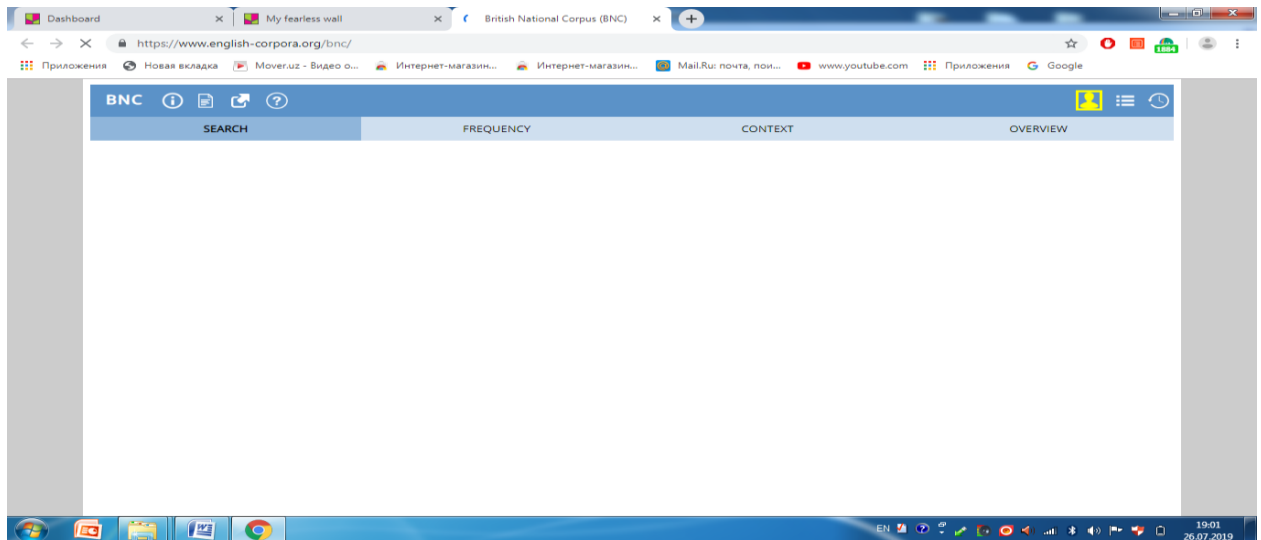 Dashboard My fearless wall British National Corpus (BNC)
https://www.english-corpora.org/bnc/
1884
Приложения Новая вкладка Mover.uz - Видео о... Интернет-магазин... Интернет-магазин... Mail.Ru: почта, пои... www.youtube.com Приложения Google
BNC
SEARCH FREQUENCY CONTEXT OVERVIEW
EN 19:01
26.07.2019